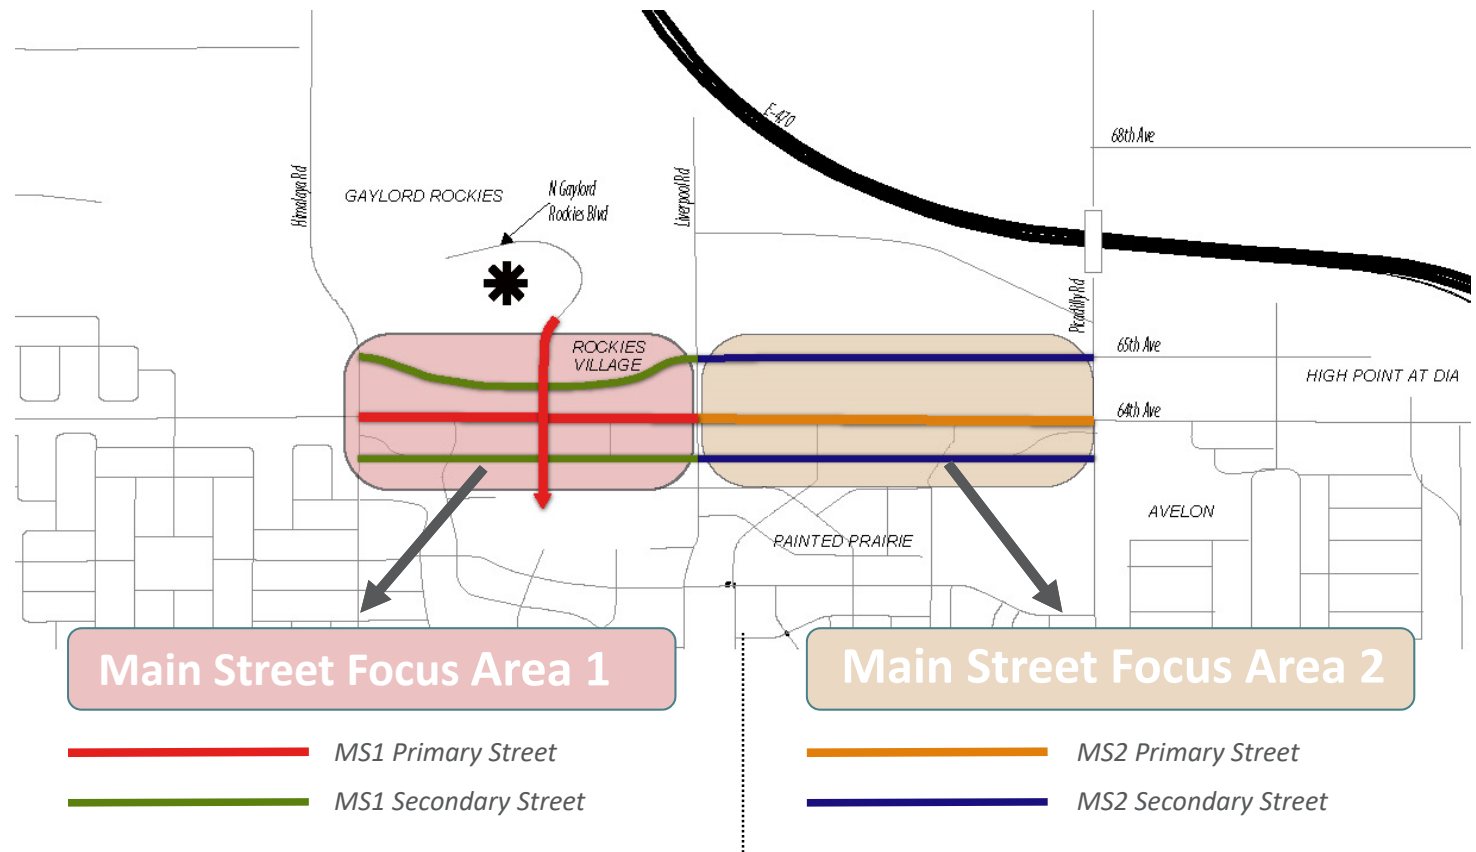 E-470
68th Ave
Himalaya Rd
GAYLORD ROCKIES
N Gaylord
Rockies Blvd
Liverpool Rd
Picadilly Rd
ROCKIES
VILLAGE
65th Ave
HIGH POINT AT DIA
64th Ave
AVELON
PAINTED PRAIRIE
Main Street Focus Area 1
Main Street Focus Area 2
MS1 Primary Street
MS2 Primary Street
MS1 Secondary Street
MS2 Secondary Street